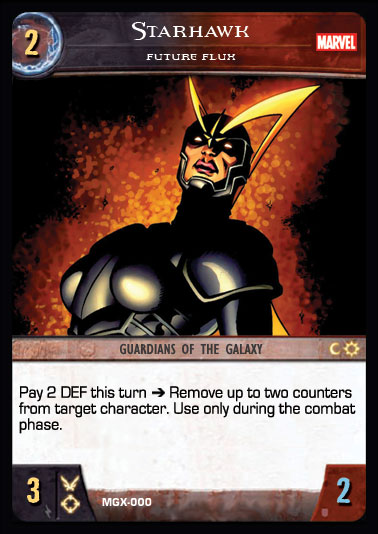 2
STARHAWK
MARVEL
FUTURE FLUX
GUARDIANS OF THE GALAXY
Pay 2 DEF this turn ➔ Remove up to two counters
from target character. Use only during the combat
phase.
3
MGX-000
2